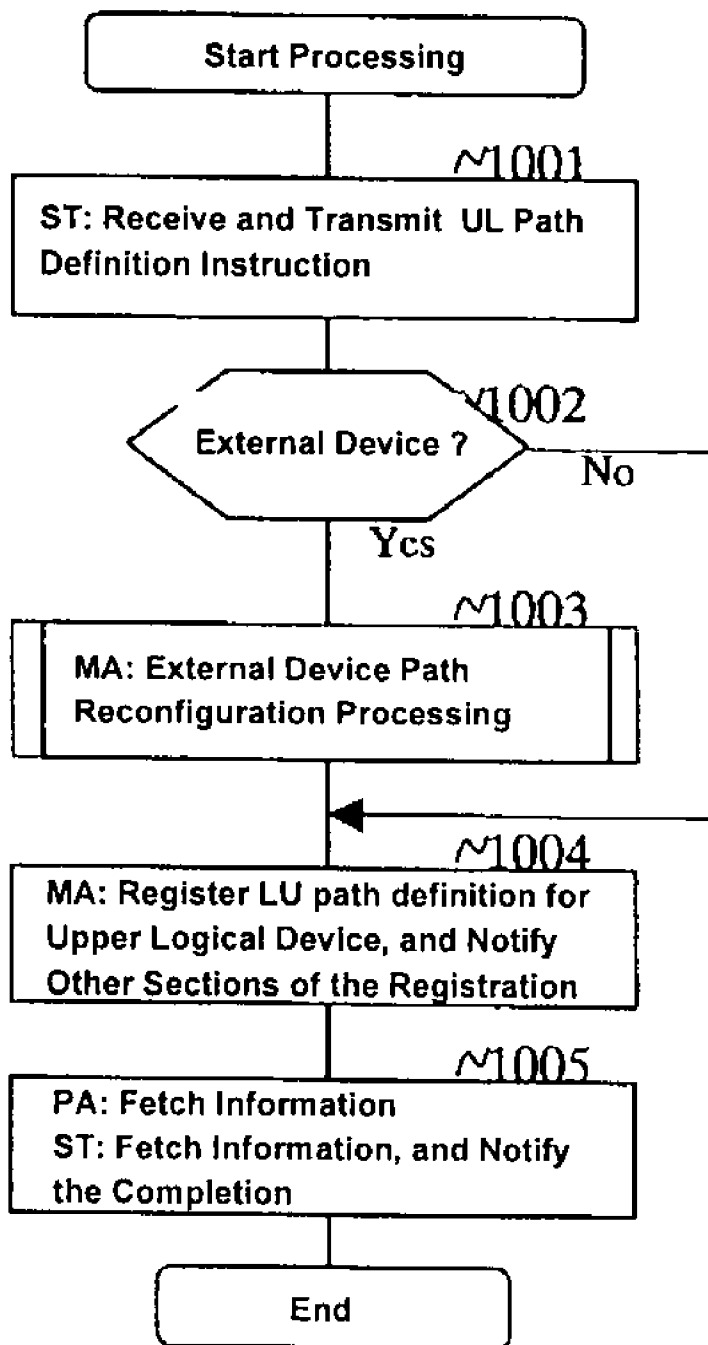 Start Processing
~1001
ST: Receive and Transmit UL Path
Definition Instruction
~1002
External Device ?
No
Yes
~1003
MA: External Device Path
Reconfiguration Processing
~1004
MA: Register LU path definition for
Upper Logical Device, and Notify
Other Sections of the Registration
~1005
PA: Fetch Information
ST: Fetch Information, and Notify
the Completion
End